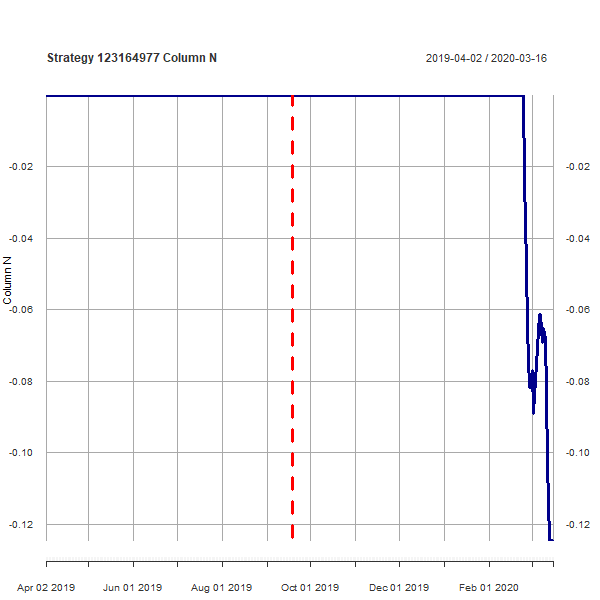 Strategy 123164977 Column N
2019-04-02 / 2020-03-16
-0.02 -0.02
-0.04 -0.04
Column N
-0.06 -0.06
-0.08 -0.08
-0.10 -0.10
-0.12 -0.12
Apr 02 2019 Jun 01 2019 Aug 01 2019 Oct 01 2019 Dec 01 2019 Feb 01 2020